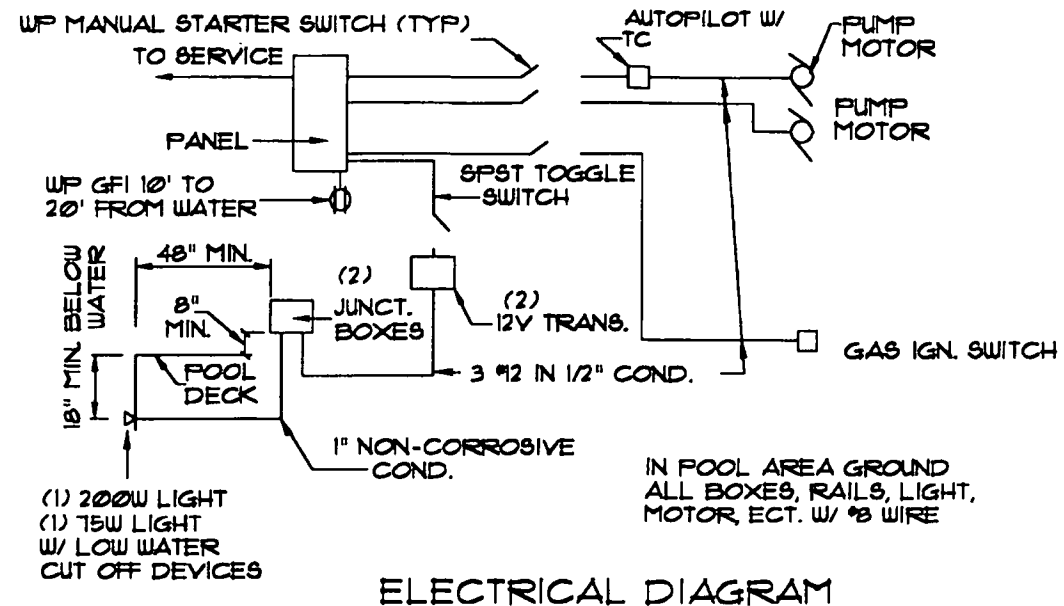 WP MANUAL STARTER SWITCH (TYP)
TO SERVICE
AUTOPILOT W/
TC
PUMP
MOTOR
PUMP
MOTOR
PANEL
SPST TOGGLE
SWITCH
WP GFI 10' TO
20' FROM WATER
48" MIN.
18" MIN. BELOW
WATER
8"
MIN.
(2)
JUNCT.
BOXES
(2)
12V TRANS.
POOL
DECK
3 #12 IN 1/2" COND.
GAS IGN. SWITCH
1" NON-CORROSIVE
COND.
(1) 200W LIGHT
(1) 75W LIGHT
W/ LOW WATER
CUT OFF DEVICES
IN POOL AREA GROUND
ALL BOXES, RAILS, LIGHT,
MOTOR, ECT. W/ #8 WIRE
ELECTRICAL DIAGRAM